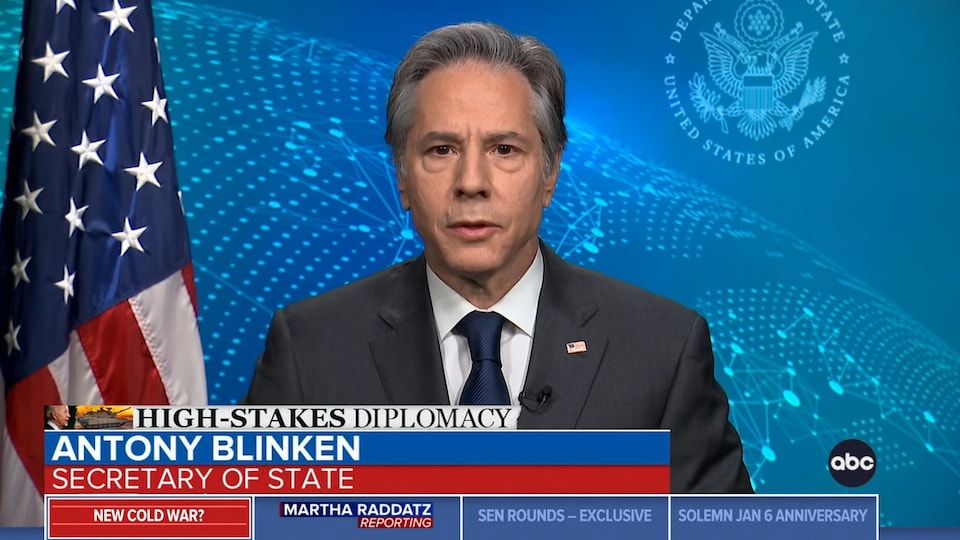 DEPARTMENT OF STATE
UNITED STATES OF AMERICA
HIGH-STAKES DIPLOMACY
ANTONY BLINKEN
SECRETARY OF STATE
abc
NEW COLD WAR?
MARTHA RADDATZ
REPORTING
SEN ROUNDS – EXCLUSIVE
SOLEMN JAN 6 ANNIVERSARY